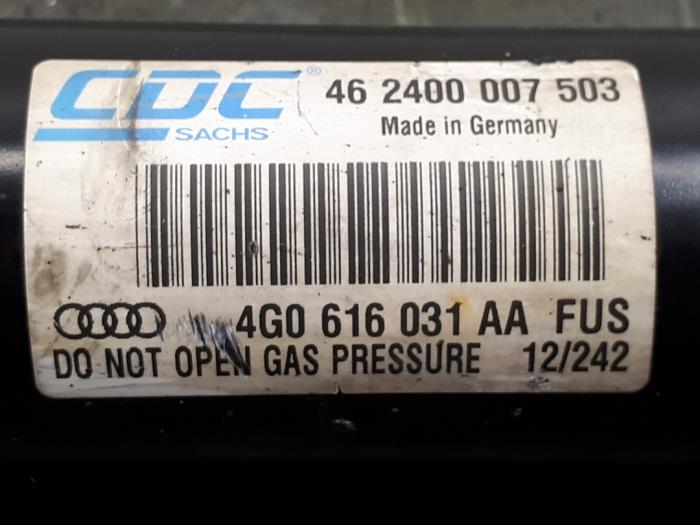 CDC® 46 2400 007 503
SACHS Made in Germany
4G0 616 031 AA FUS
DO NOT OPEN GAS PRESSURE 12/242